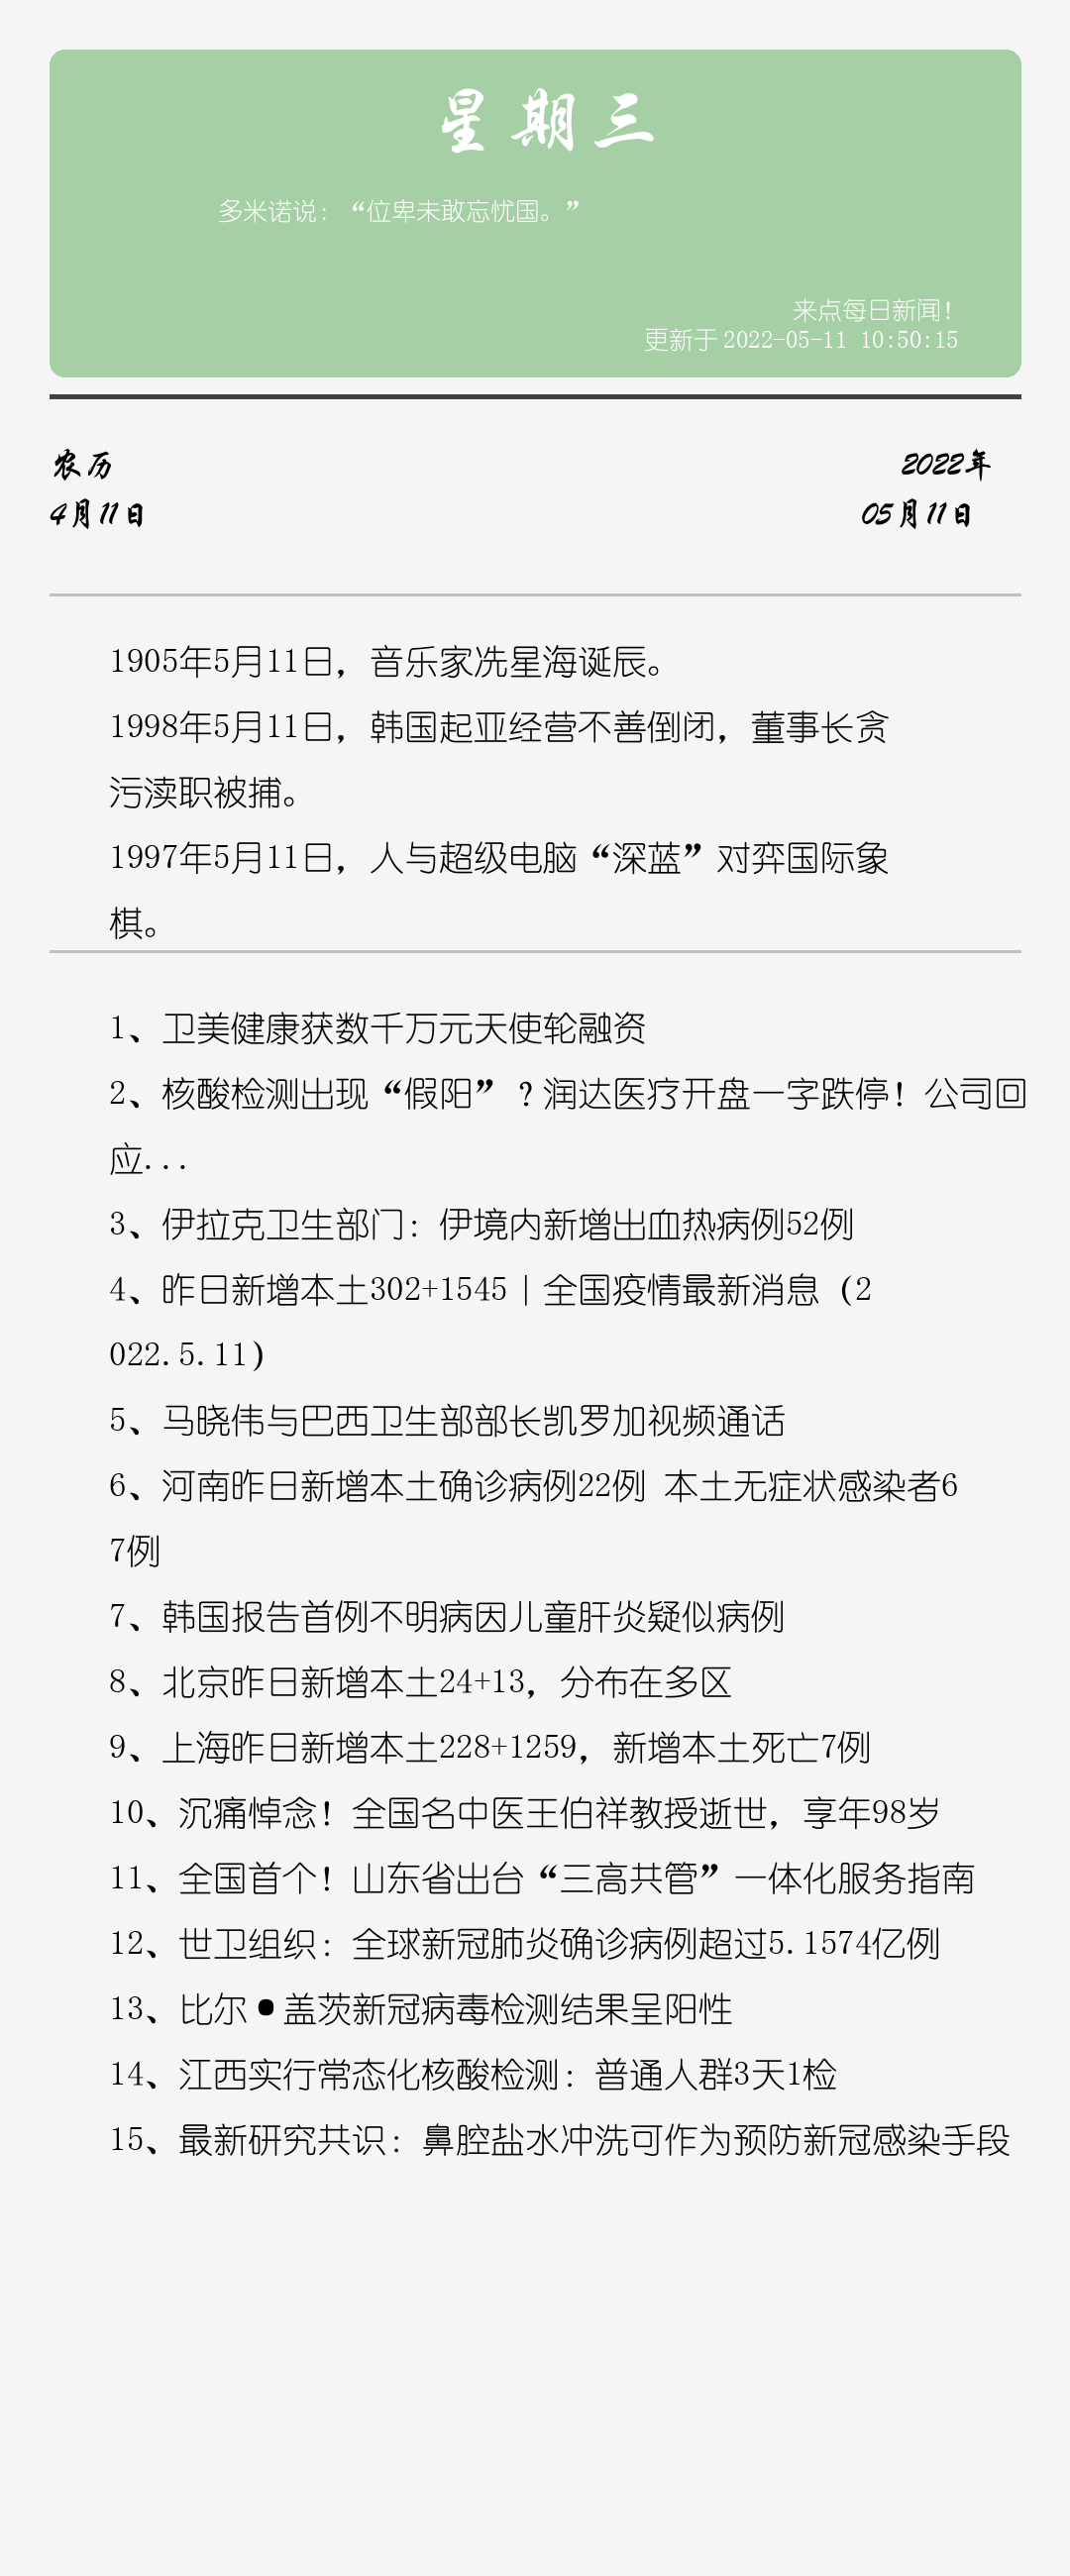 星期三
多米诺说：“位卑未敢忘忧国。”
来点每日新闻！
更新于 2022-05-11 10:50:15
农历
2022年
4月11日
05月11日
1905年5月11日，音乐家冼星海诞辰。
1998年5月11日，韩国起亚经营不善倒闭，董事长贪
污渎职被捕。
1997年5月11日，人与超级电脑“深蓝”对弈国际象
棋。
1、卫美健康获数千万元天使轮融资
2、核酸检测出现“假阳”？润达医疗开盘一字跌停！公司回
应...
3、伊拉克卫生部门：伊境内新增出血热病例52例
4、昨日新增本土302+1545｜全国疫情最新消息（2
022.5.11）
5、马晓伟与巴西卫生部部长凯罗加视频通话
6、河南昨日新增本土确诊病例22例 本土无症状感染者6
7例
7、韩国报告首例不明病因儿童肝炎疑似病例
8、北京昨日新增本土24+13，分布在多区
9、上海昨日新增本土228+1259，新增本土死亡7例
10、沉痛悼念！全国名中医王伯祥教授逝世，享年98岁
11、全国首个！山东省出台“三高共管”一体化服务指南
12、世卫组织：全球新冠肺炎确诊病例超过5.1574亿例
13、比尔•盖茨新冠病毒检测结果呈阳性
14、江西实行常态化核酸检测：普通人群3天1检
15、最新研究共识：鼻腔盐水冲洗可作为预防新冠感染手段